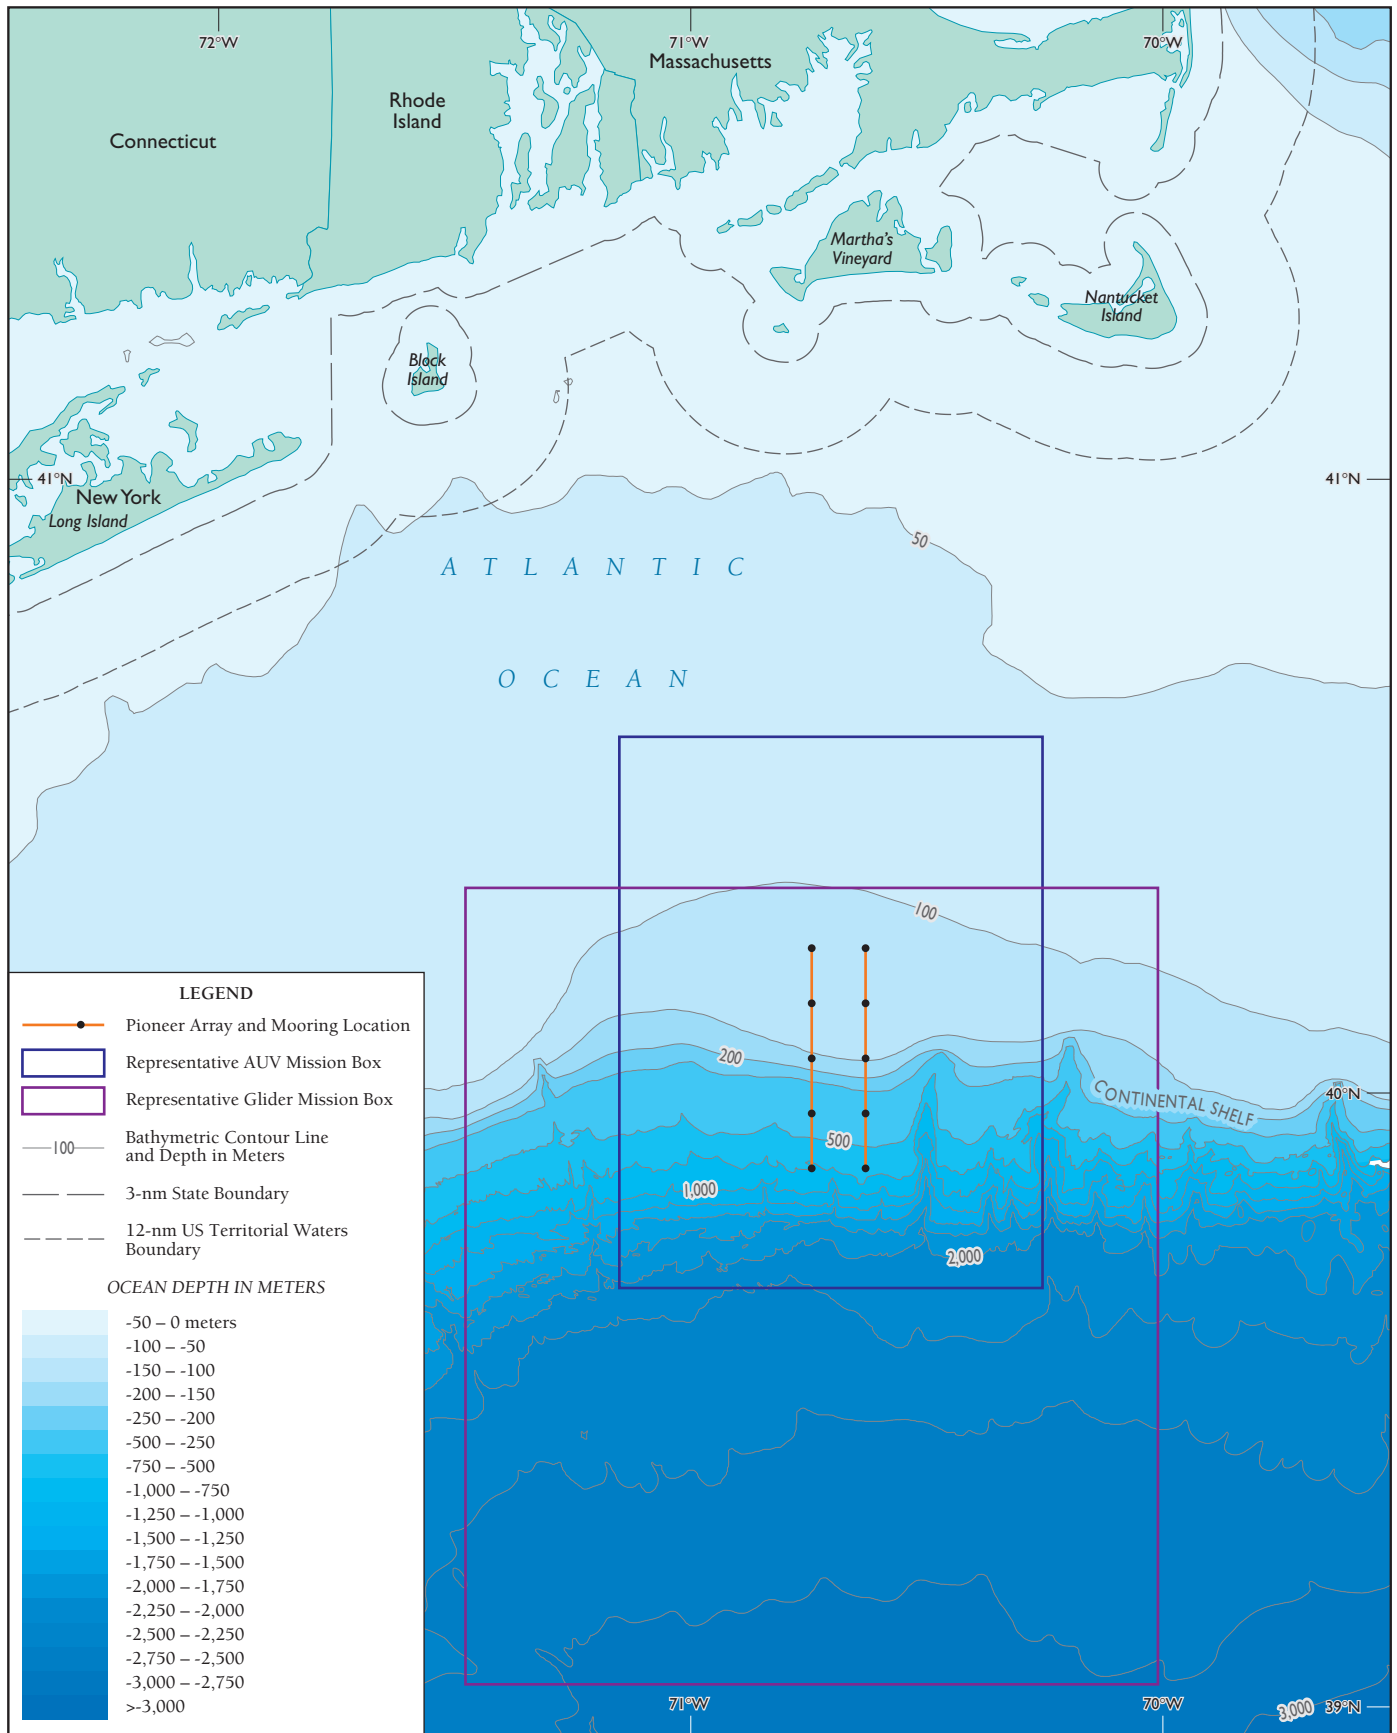 72°W
71°W
70°W
Massachusetts
Rhode
Island
Connecticut
Martha's
Vineyard
Nantucket
Island
Block
Island
41°N
41°N
New York
Long Island
50
ATLANTIC
OCEAN
100
200
CONTINENTAL SHELF
40°N
500
1,000
2,000
LEGEND
Pioneer Array and Mooring Location
Representative AUV Mission Box
Representative Glider Mission Box
100
Bathymetric Contour Line
and Depth in Meters
3-nm State Boundary
12-nm US Territorial Waters
Boundary
OCEAN DEPTH IN METERS
-50 – 0 meters
-100 – -50
-150 – -100
-200 – -150
-250 – -200
-500 – -250
-750 – -500
-1,000 – -750
-1,250 – -1,000
-1,500 – -1,250
-1,750 – -1,500
-2,000 – -1,750
-2,250 – -2,000
-2,500 – -2,250
-2,750 – -2,500
-3,000 – -2,750
>-3,000
71°W
70°W
3,000
39°N